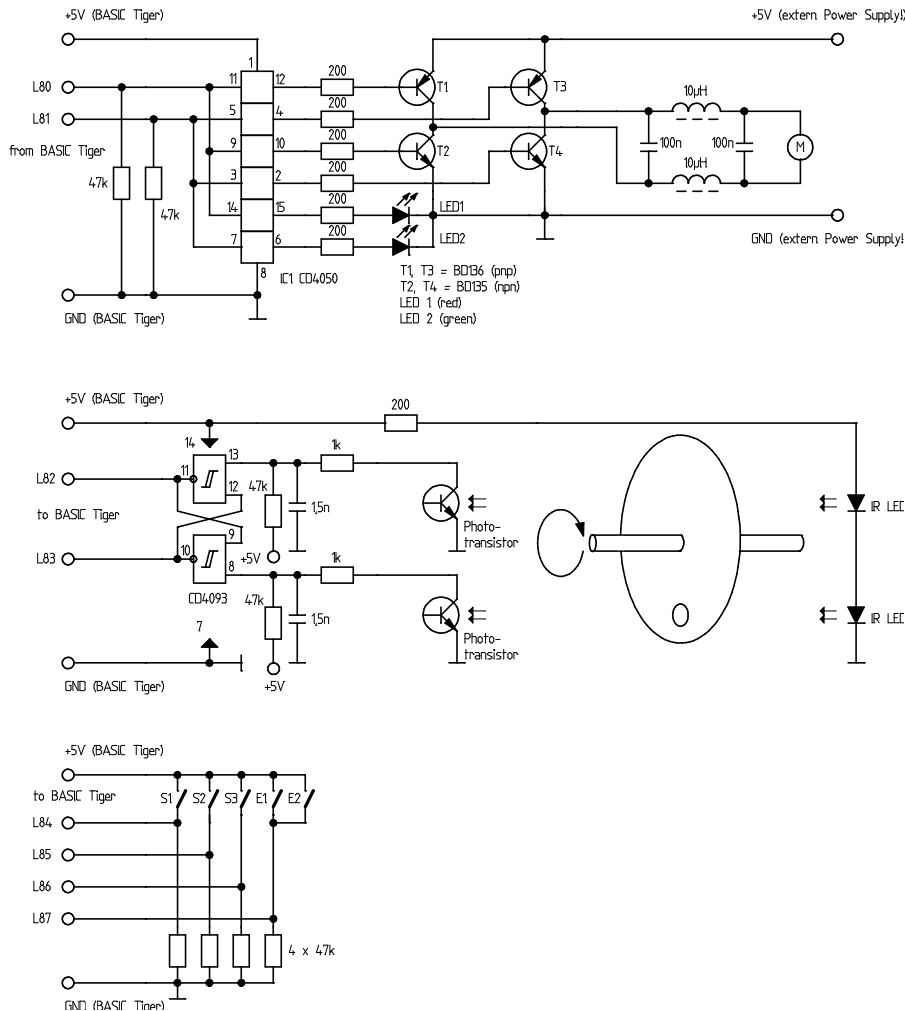 +5V (BASIC Tiger)
+5V (extern Power Supply!)
1
L80
11
12
200
T1
T3
10µH
L81
5
4
200
from BASIC Tiger
9
10
200
T2
T4
100n
100n
M
47k
3
2
200
10µH
47k
14
15
200
LED1
7
6
200
LED2
GND (extern Power Supply!
8
IC1 CD4050
T1, T3 = BD136 (pnp)
T2, T4 = BD135 (npn)
LED 1 (red)
LED 2 (green)
GND (BASIC Tiger)
+5V (BASIC Tiger)
200
14
13
1k
L82
11
12
47k
1,5n
IR LED
to BASIC Tiger
Photo-
transistor
9
L83
10
+5V
1k
8
CD4093
47k
1,5n
IR LED
7
Photo-
transistor
GND (BASIC Tiger)
+5V
+5V (BASIC Tiger)
to BASIC Tiger
S1
S2
S3
E1
E2
L84
L85
L86
L87
4 x 47k
GND (BASIC Tiger)